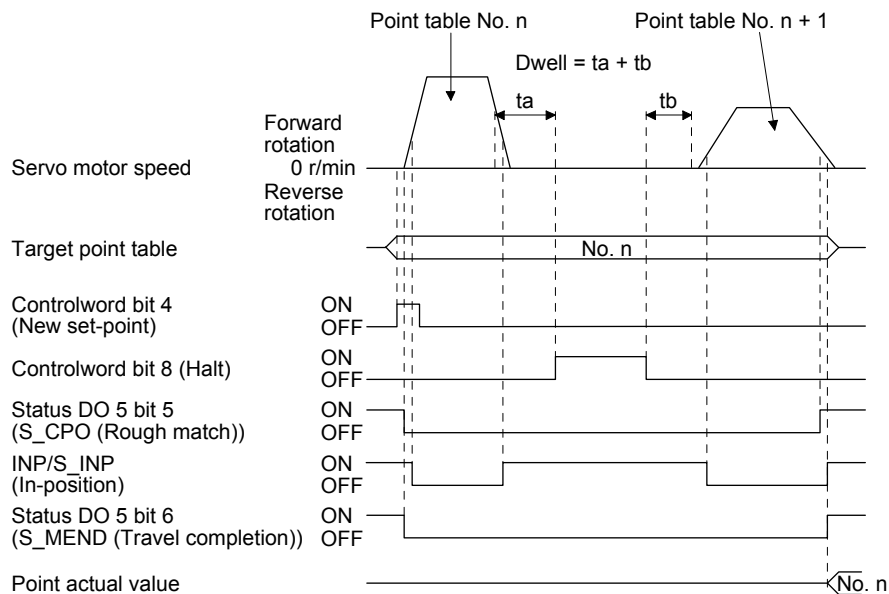 Point table No. n
Point table No. n + 1
Dwell = ta + tb
ta
tb
Forward
rotation
Servo motor speed
0 r/min
Reverse
rotation
Target point table
No. n
Controlword bit 4
(New set-point)
ON
OFF
Controlword bit 8 (Halt)
ON
OFF
Status DO 5 bit 5
(S_CPO (Rough match))
ON
OFF
INP/S_INP
(In-position)
ON
OFF
Status DO 5 bit 6
(S_MEND (Travel completion))
ON
OFF
Point actual value
No. n